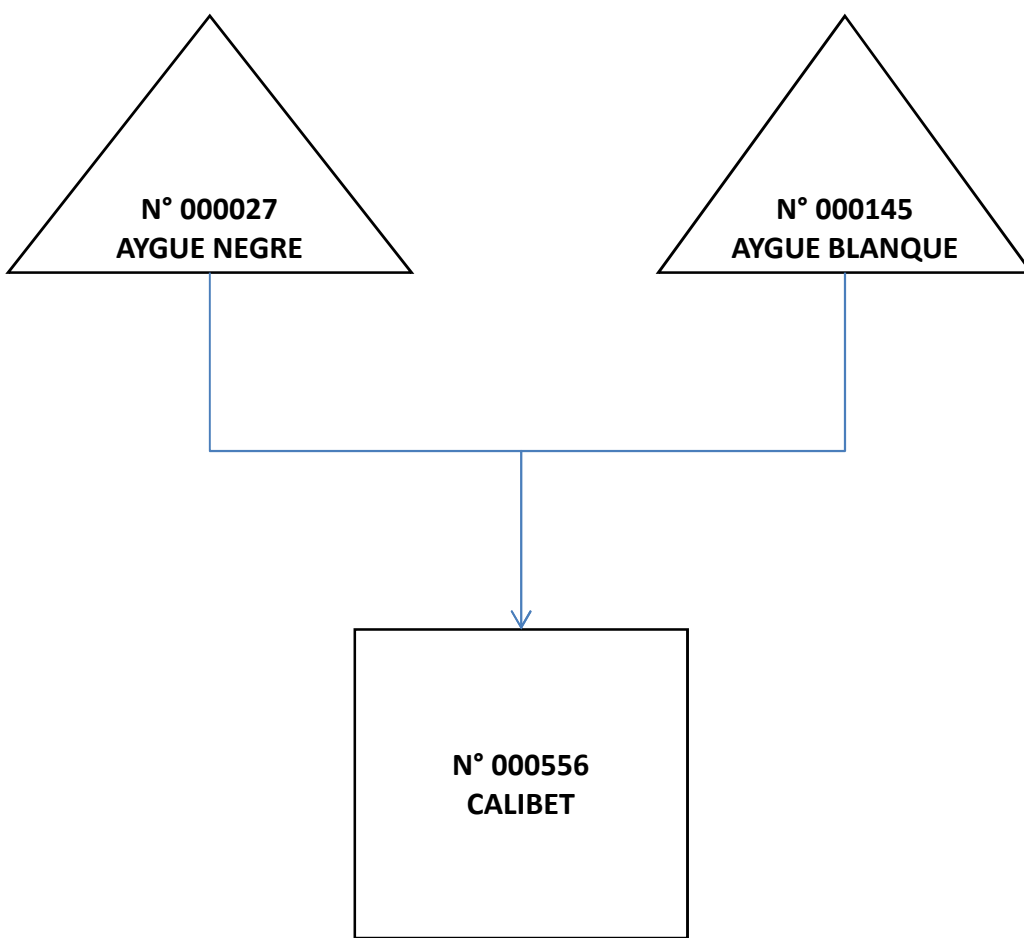 N° 000027
AYGUE NEGRE
N° 000145
AYGUE BLANQUE
N° 000556
CALIBET